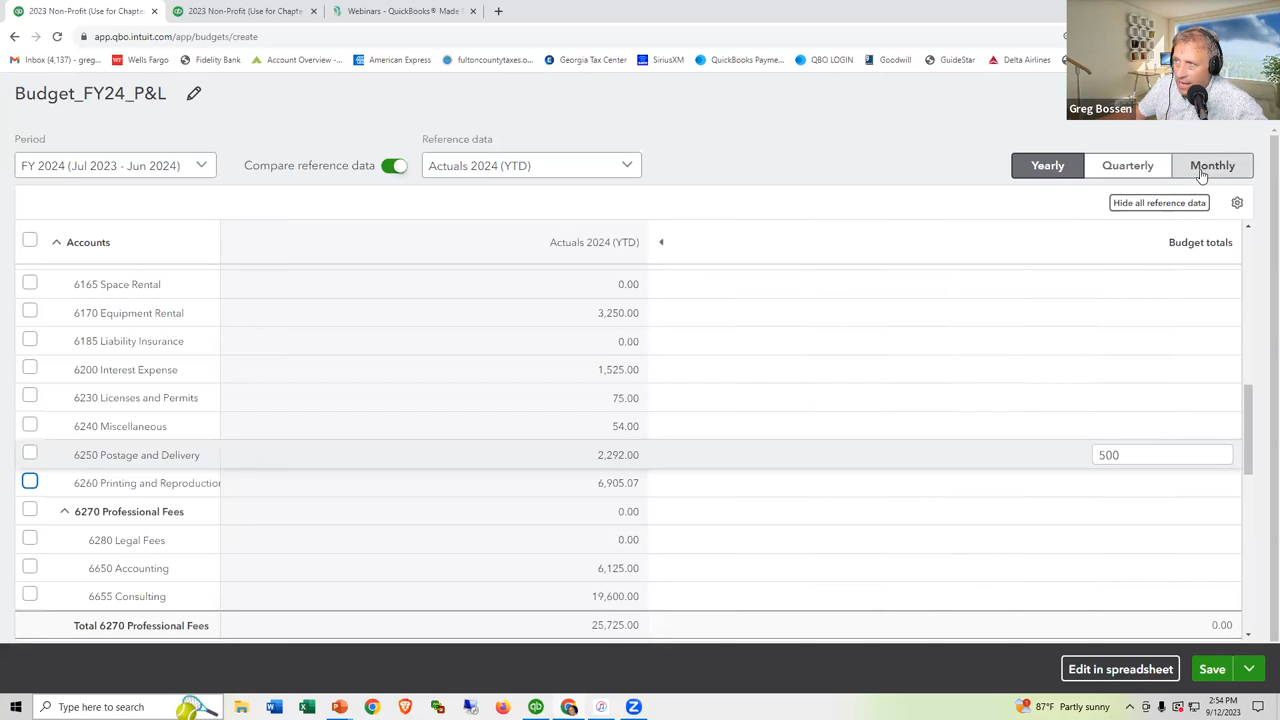 2023 Non-Profit (Use for Chapte
2023 Non-Profit (Use for Chapte
Webinars - QuickBooks® Made
app.qbo.intuit.com/app/budgets/create
Inbox (4,137) - greg...
Wells Fargo
Fidelity Bank
Account Overview -...
American Express
fultoncountytaxes.o...
Georgia Tax Center
SiriusXM
QuickBooks Payme...
QBO LOGIN
Goodwill
GuideStar
Delta Airlines
Greg Bossen
Budget_FY24_P&L
Period
Reference data
FY 2024 (Jul 2023 - Jun 2024)
Compare reference data
Actuals 2024 (YTD)
Yearly
Quarterly
Monthly
Hide all reference data
Accounts
Actuals 2024 (YTD)
Budget totals
6165 Space Rental 0.00
6170 Equipment Rental 3,250.00
6185 Liability Insurance 0.00
6200 Interest Expense 1,525.00
6230 Licenses and Permits 75.00
6240 Miscellaneous 54.00
6250 Postage and Delivery 2,292.00 500
6260 Printing and Reproduction 6,905.07
6270 Professional Fees 0.00
6280 Legal Fees 0.00
6650 Accounting 6,125.00
6655 Consulting 19,600.00
Total 6270 Professional Fees 25,725.00 0.00
Edit in spreadsheet
Save
Type here to search
87°F Partly sunny
2:54 PM
9/12/2023